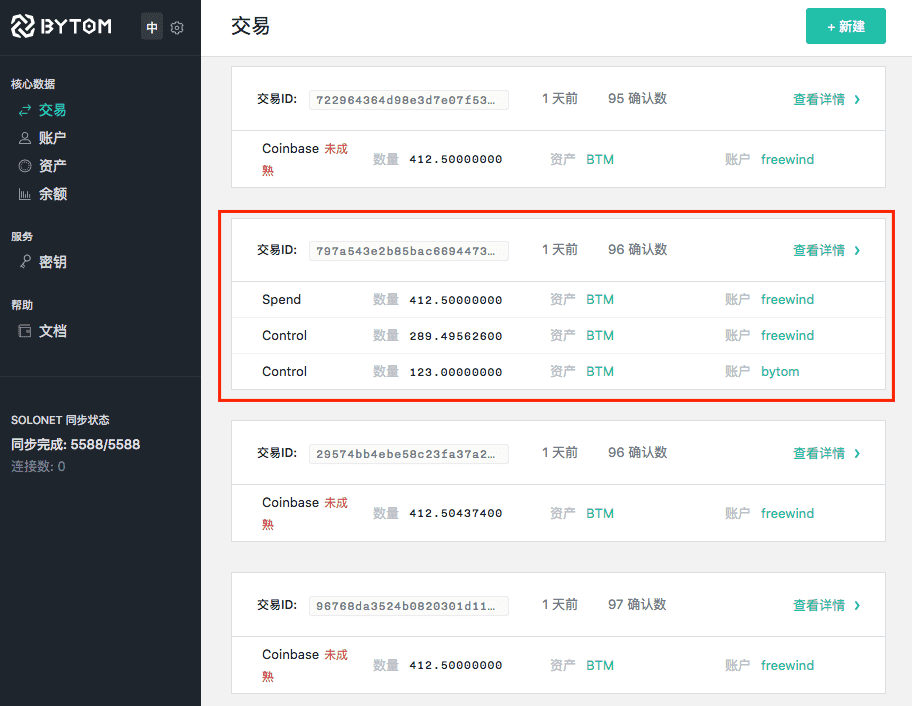 BYTOM 中
核心数据
交易
账户
资产
余额
服务
密钥
帮助
文档
SOLONET 同步状态
同步完成: 5588/5588
连接数: 0
交易
+ 新建
交易ID: 722964364d98e3d7e07f53… 1 天前 95 确认数 查看详情
Coinbase 未成
熟
数量 412.50000000 资产 BTM 账户 freewind
交易ID: 797a543e2b85bac6694473… 1 天前 96 确认数 查看详情
Spend 数量 412.50000000 资产 BTM 账户 freewind
Control 数量 289.49562600 资产 BTM 账户 freewind
Control 数量 123.00000000 资产 BTM 账户 bytom
交易ID: 29574bb4ebe58c23fa37a2… 1 天前 96 确认数 查看详情
Coinbase 未成
熟
数量 412.50437400 资产 BTM 账户 freewind
交易ID: 96768da3524b0820301d11… 1 天前 97 确认数 查看详情
Coinbase 未成
熟
数量 412.50000000 资产 BTM 账户 freewind